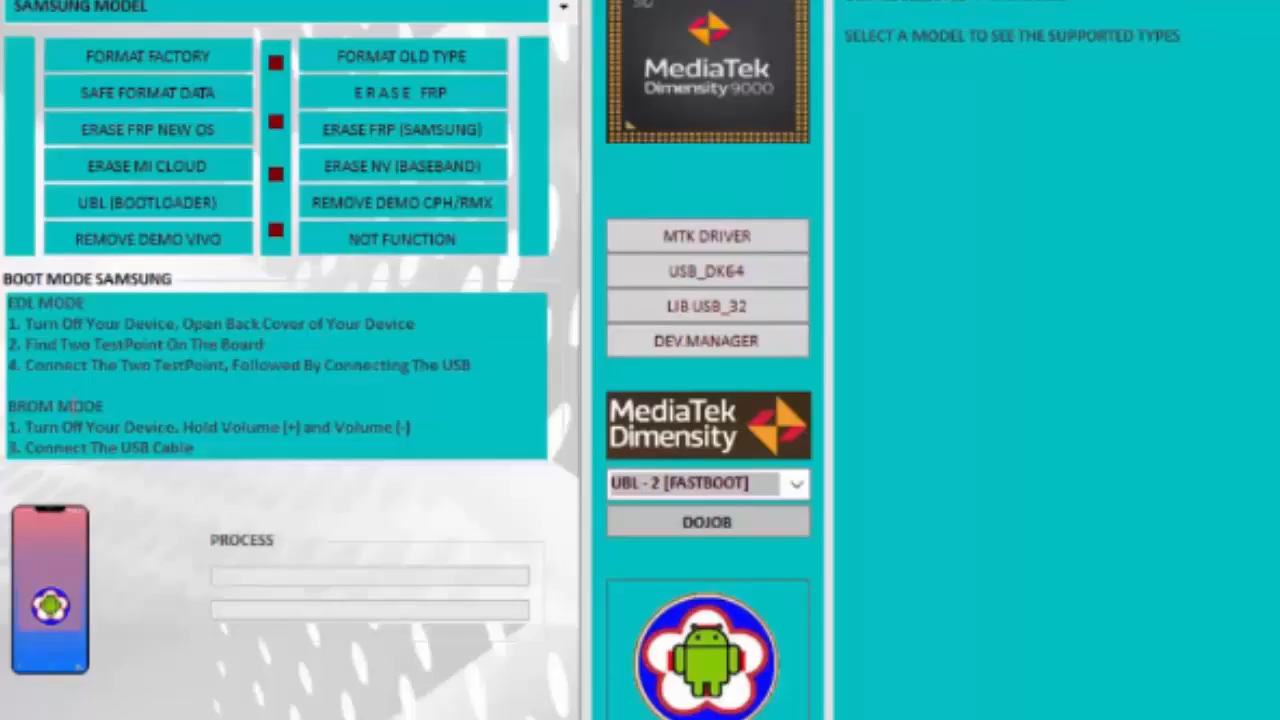 SAMSUNG MODEL
FORMAT FACTORY
FORMAT OLD TYPE
SAFE FORMAT DATA
E R A S E FRP
ERASE FRP NEW OS
ERASE FRP (SAMSUNG)
ERASE MI CLOUD
ERASE NV (BASEBAND)
UBL (BOOTLOADER)
REMOVE DEMO CPH/RMX
REMOVE DEMO VIVO
NOT FUNCTION
BOOT MODE SAMSUNG
EDL MODE
1. Turn Off Your Device, Open Back Cover of Your Device
2. Find Two TestPoint On The Board
4. Connect The Two TestPoint, Followed By Connecting The USB
BROM MODE
1. Turn Off Your Device. Hold Volume [+] and Volume [-]
3. Connect The USB Cable
PROCESS
5G
MediaTek
Dimensity 9000
MTK DRIVER
USB_DK64
LIB USB_32
DEV.MANAGER
MediaTek
Dimensity
UBL - 2 [FASTBOOT]
DOJOB
SELECT A MODEL TO SEE THE SUPPORTED TYPES